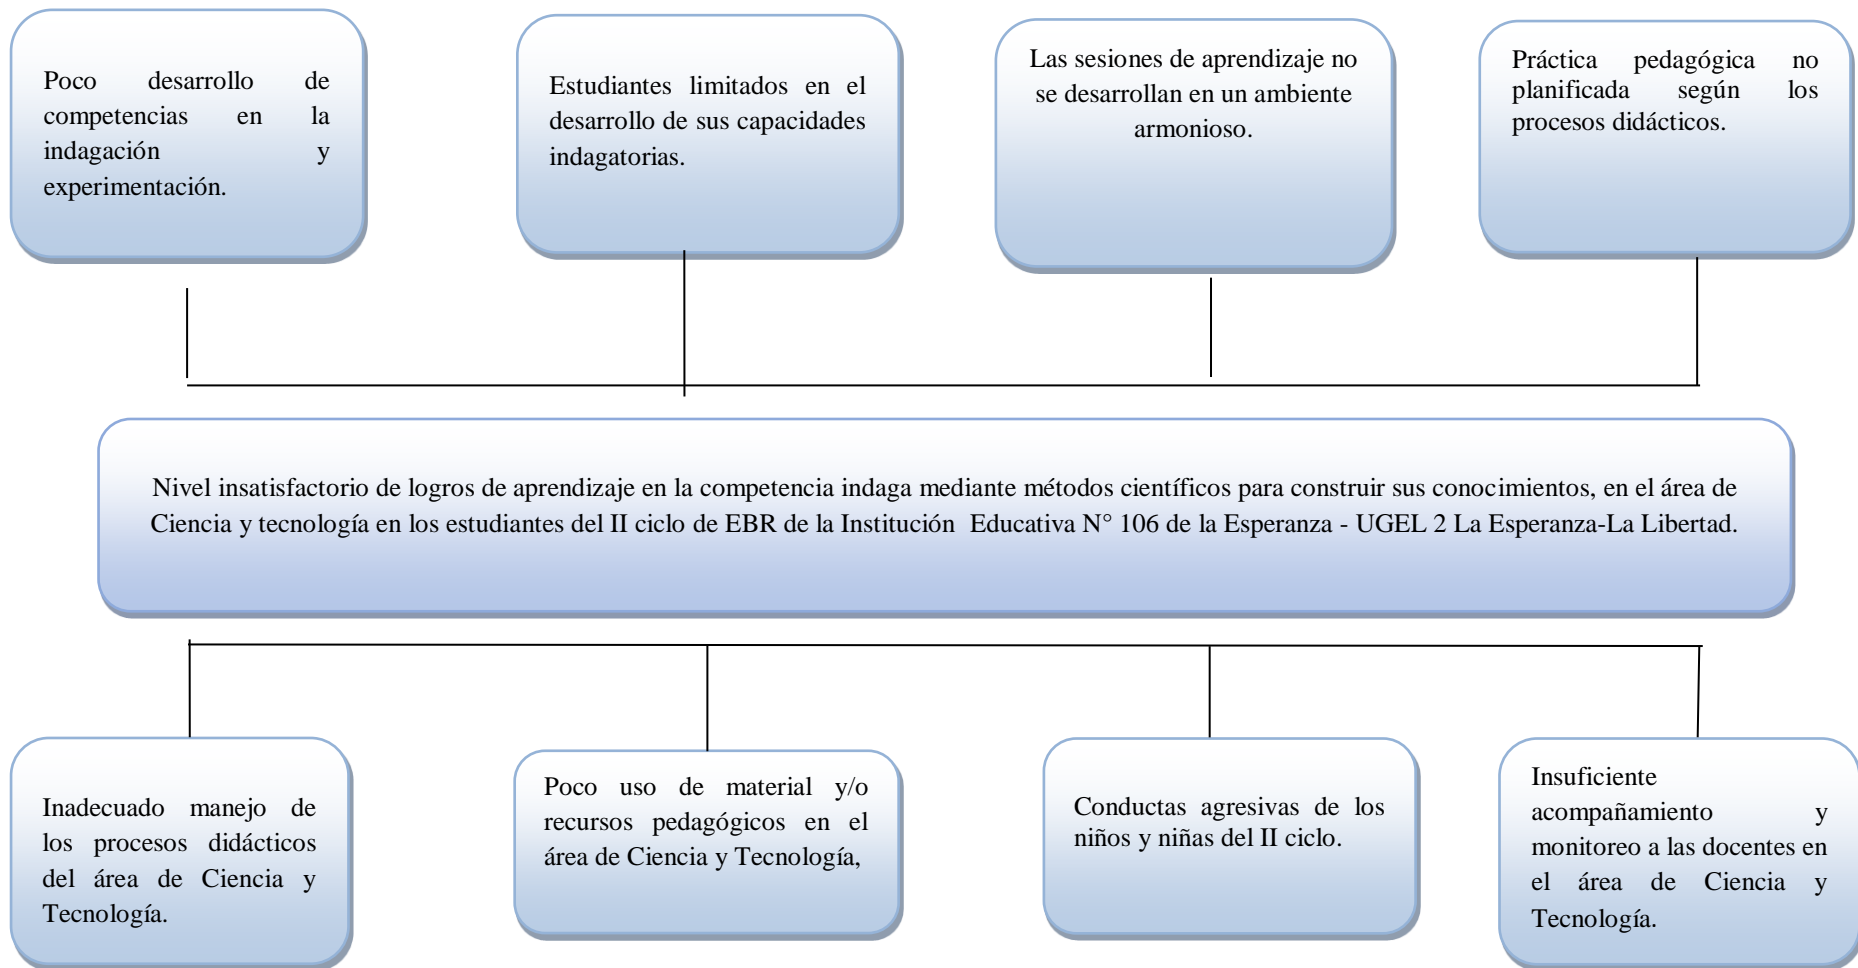 Poco desarrollo de
competencias en la
indagación y
experimentación.
Estudiantes limitados en el
desarrollo de sus capacidades
indagatorias.
Las sesiones de aprendizaje no
se desarrollan en un ambiente
armonioso.
Práctica pedagógica no
planificada según los
procesos didácticos.
Nivel insatisfactorio de logros de aprendizaje en la competencia indaga mediante métodos científicos para construir sus conocimientos, en el área de
Ciencia y tecnología en los estudiantes del II ciclo de EBR de la Institución Educativa N° 106 de la Esperanza - UGEL 2 La Esperanza-La Libertad.
Inadecuado manejo de
los procesos didácticos
del área de Ciencia y
Tecnología.
Poco uso de material y/o
recursos pedagógicos en el
área de Ciencia y Tecnología,
Conductas agresivas de los
niños y niñas del II ciclo.
Insuficiente
acompañamiento y
monitoreo a las docentes en
el área de Ciencia y
Tecnología.